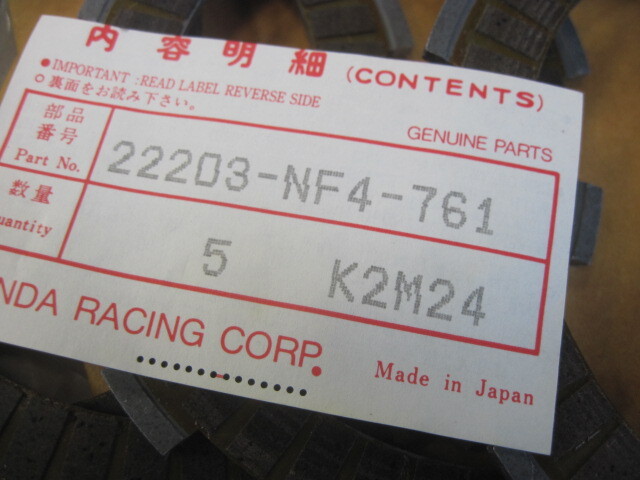 内容明細 (CONTENTS)
●IMPORTANT :READ LABEL REVERSE SIDE
○裏面をお読み下さい。
GENUINE PARTS
部品番号
Part No. 22203-NF4-761
数量
uantity 5 K2M24
NDA RACING CORP.
Made in Japan